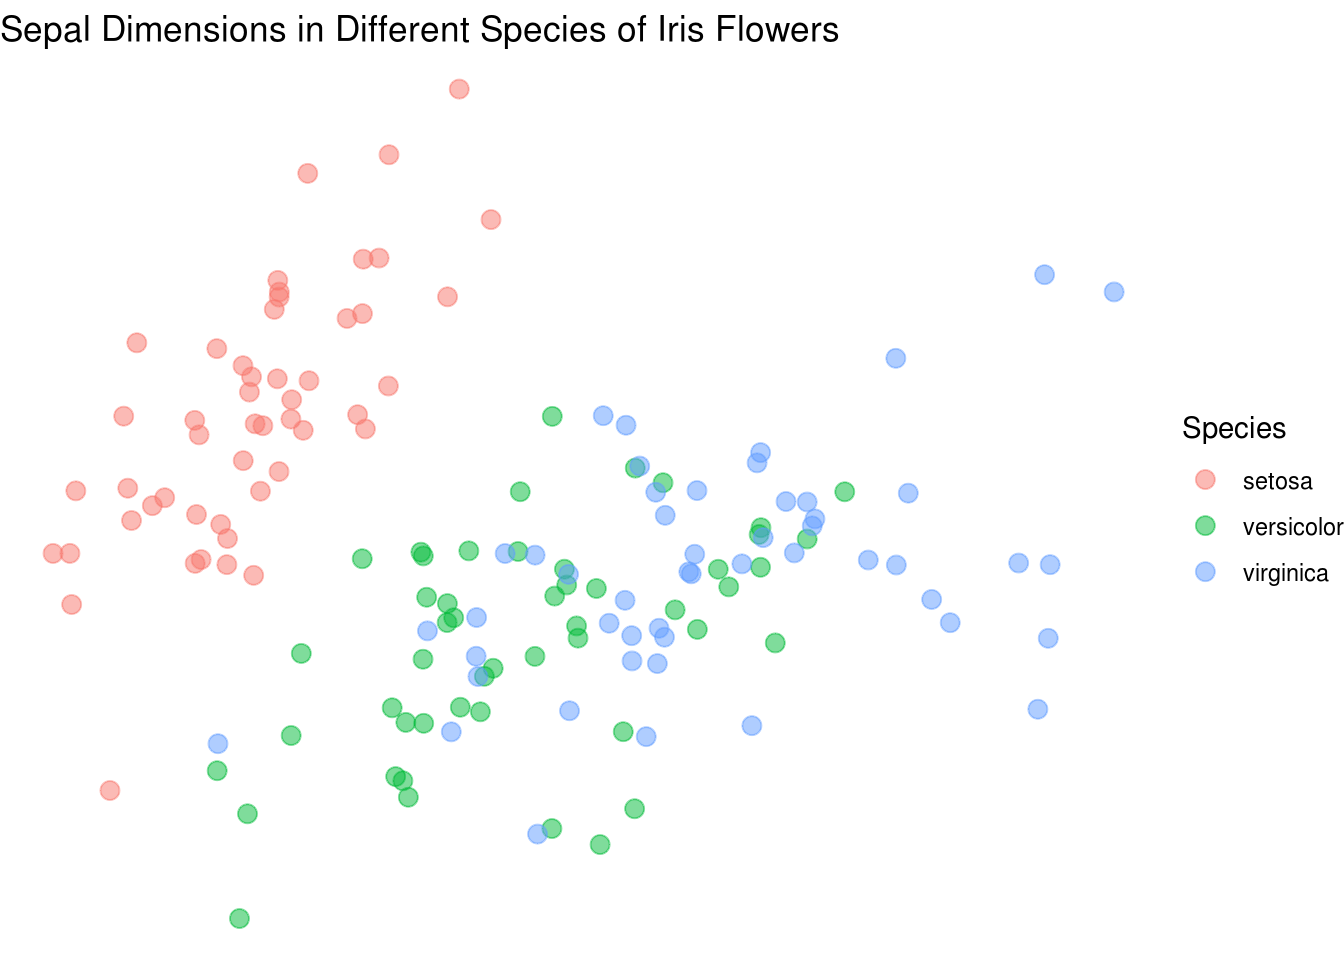 Sepal Dimensions in Different Species of Iris Flowers
Species
setosa
versicolor
virginica